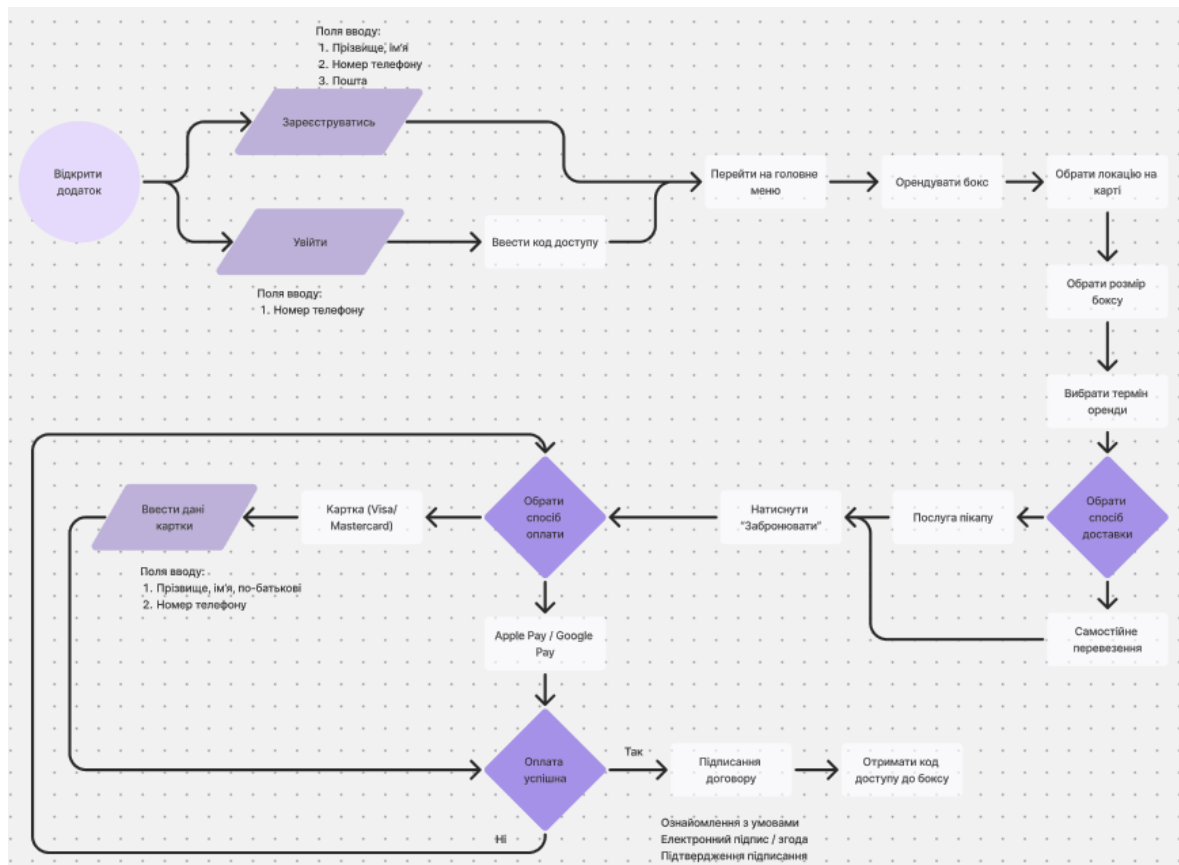 Поля вводу:
1. Прізвище, ім'я
2. Номер телефону
3. Пошта
Зареєструватись
Відкрити
додаток
Увійти
Поля вводу:
1. Номер телефону
Ввести код доступу
Перейти на головне
меню
Орендувати бокс
Обрати локацію на
карті
Обрати розмір
боксу
Вибрати термін
оренди
Обрати
спосіб
доставки
Послуга пікапу
Самостійне
перевезення
Натиснути
"Забронювати"
Обрати
спосіб
оплати
Картка (Visa/
Mastercard)
Ввести дані
картки
Поля вводу:
1. Прізвище, ім'я, по-батькові
2. Номер телефону
Apple Pay / Google
Pay
Оплата
успішна
Так
Ні
Підписання
договору
Отримати код
доступу до боксу
Ознайомлення з умовами
Електронний підпис / згода
Підтвердження підписання